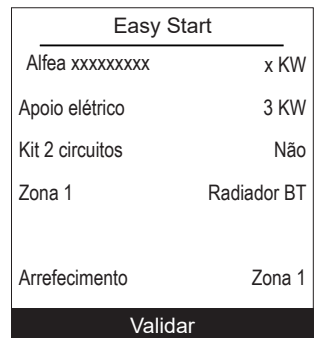 Easy Start
Alfea xxxxxxxxx x KW
Apoio elétrico 3 KW
Kit 2 circuitos Não
Zona 1 Radiador BT
Arrefecimento Zona 1
Validar